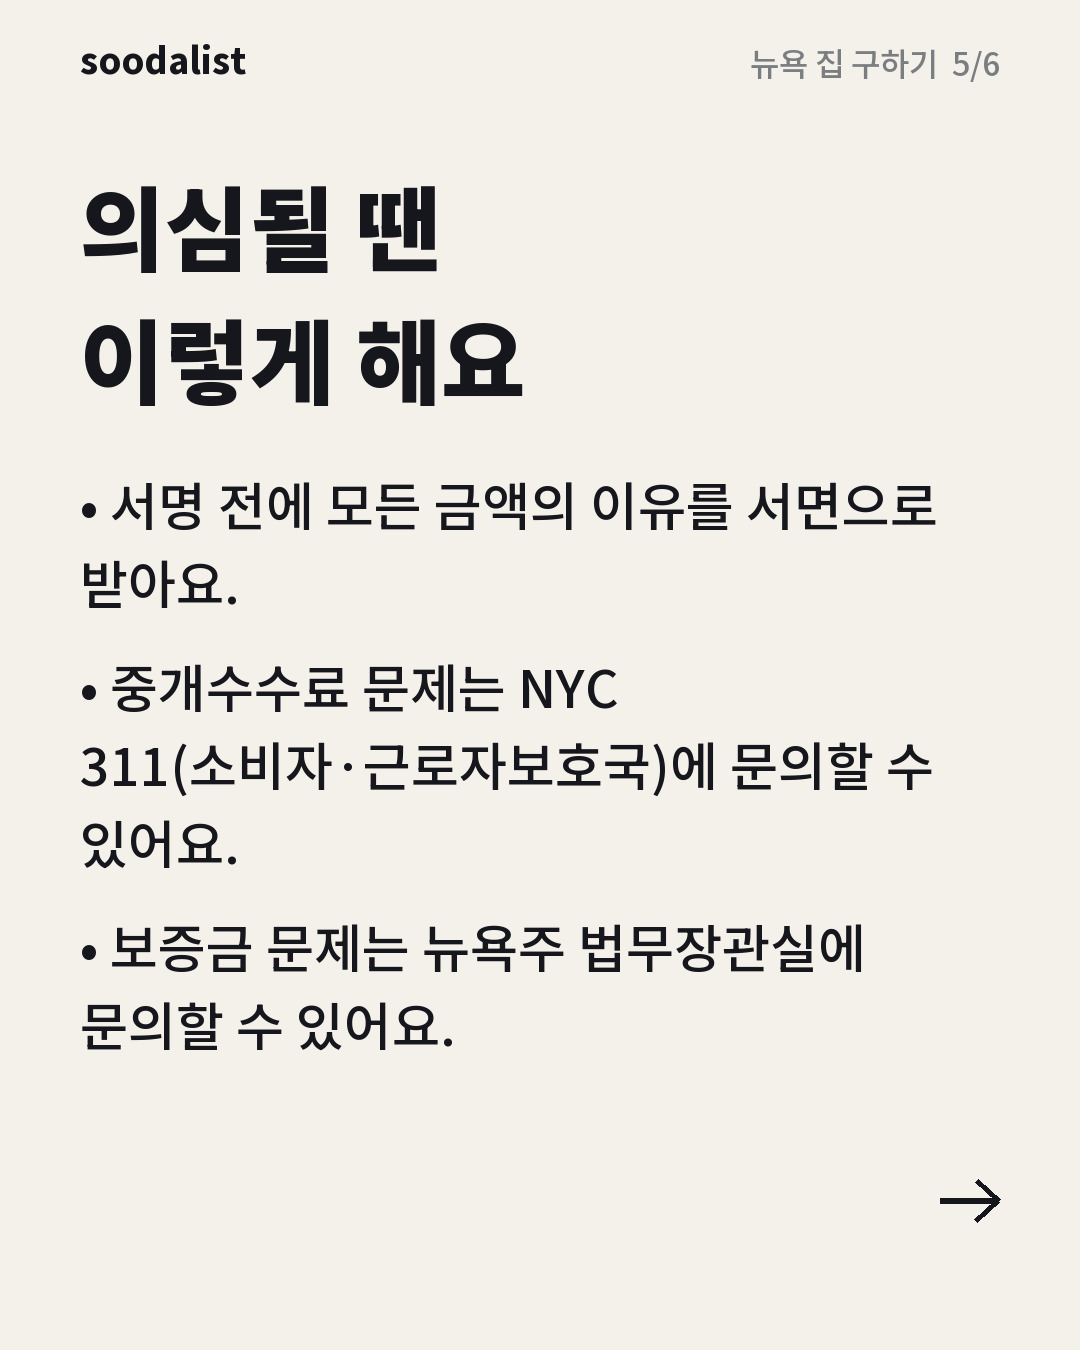 soodalist
뉴욕 집 구하기 5/6
의심될 땐
이렇게 해요
• 서명 전에 모든 금액의 이유를 서면으로
받아요.
• 중개수수료 문제는 NYC
311(소비자·근로자보호국)에 문의할 수
있어요.
• 보증금 문제는 뉴욕주 법무장관실에
문의할 수 있어요.
→